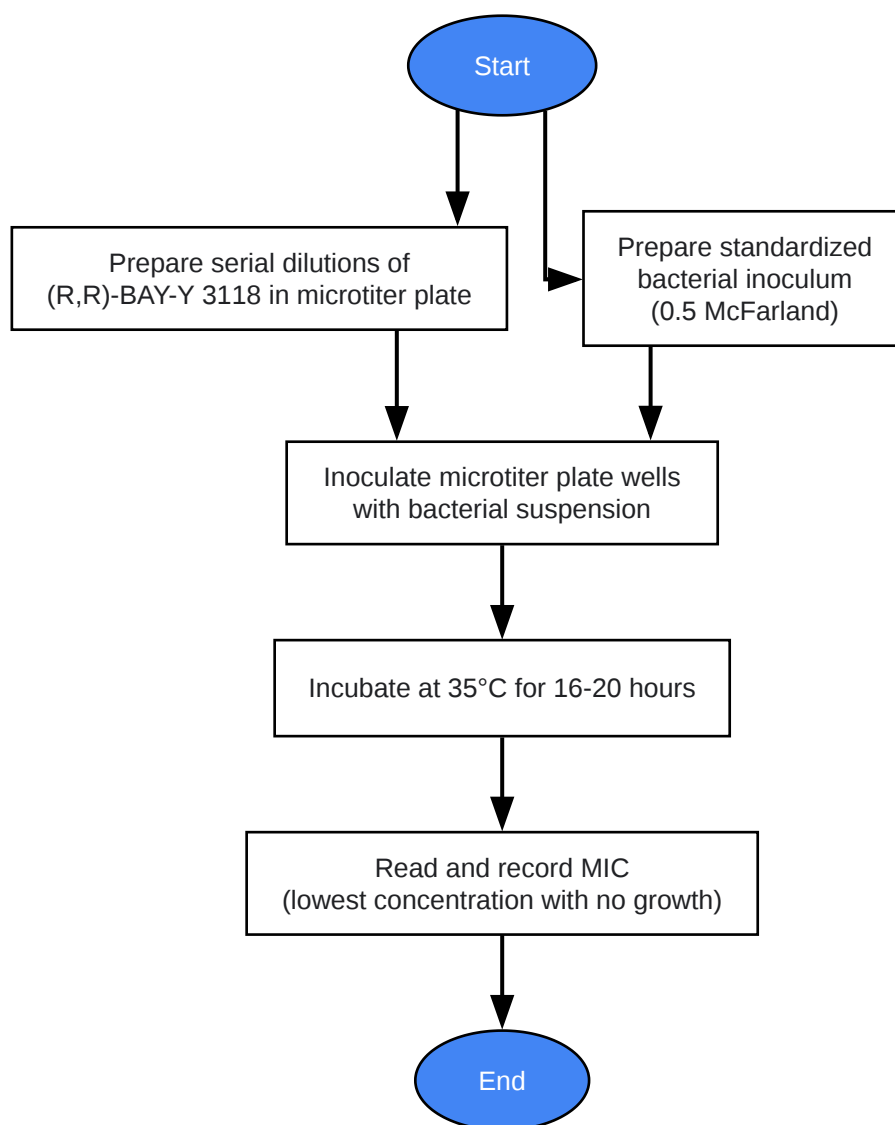 Start
Prepare serial dilutions of
(R,R)-BAY-Y 3118 in microtiter plate
Prepare standardized
bacterial inoculum
(0.5 McFarland)
Inoculate microtiter plate wells
with bacterial suspension
Incubate at 35°C for 16-20 hours
Read and record MIC
(lowest concentration with no growth)
End